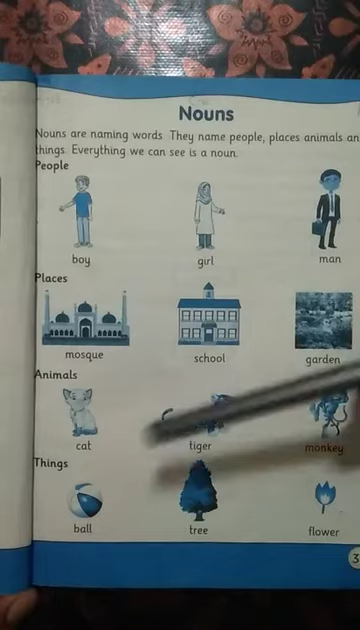 Nouns
Nouns are naming words. They name people, places animals an
things. Everything we can see is a noun.
People
boy girl man
Places
mosque school garden
Animals
cat tiger monkey
Things
ball tree flower
3